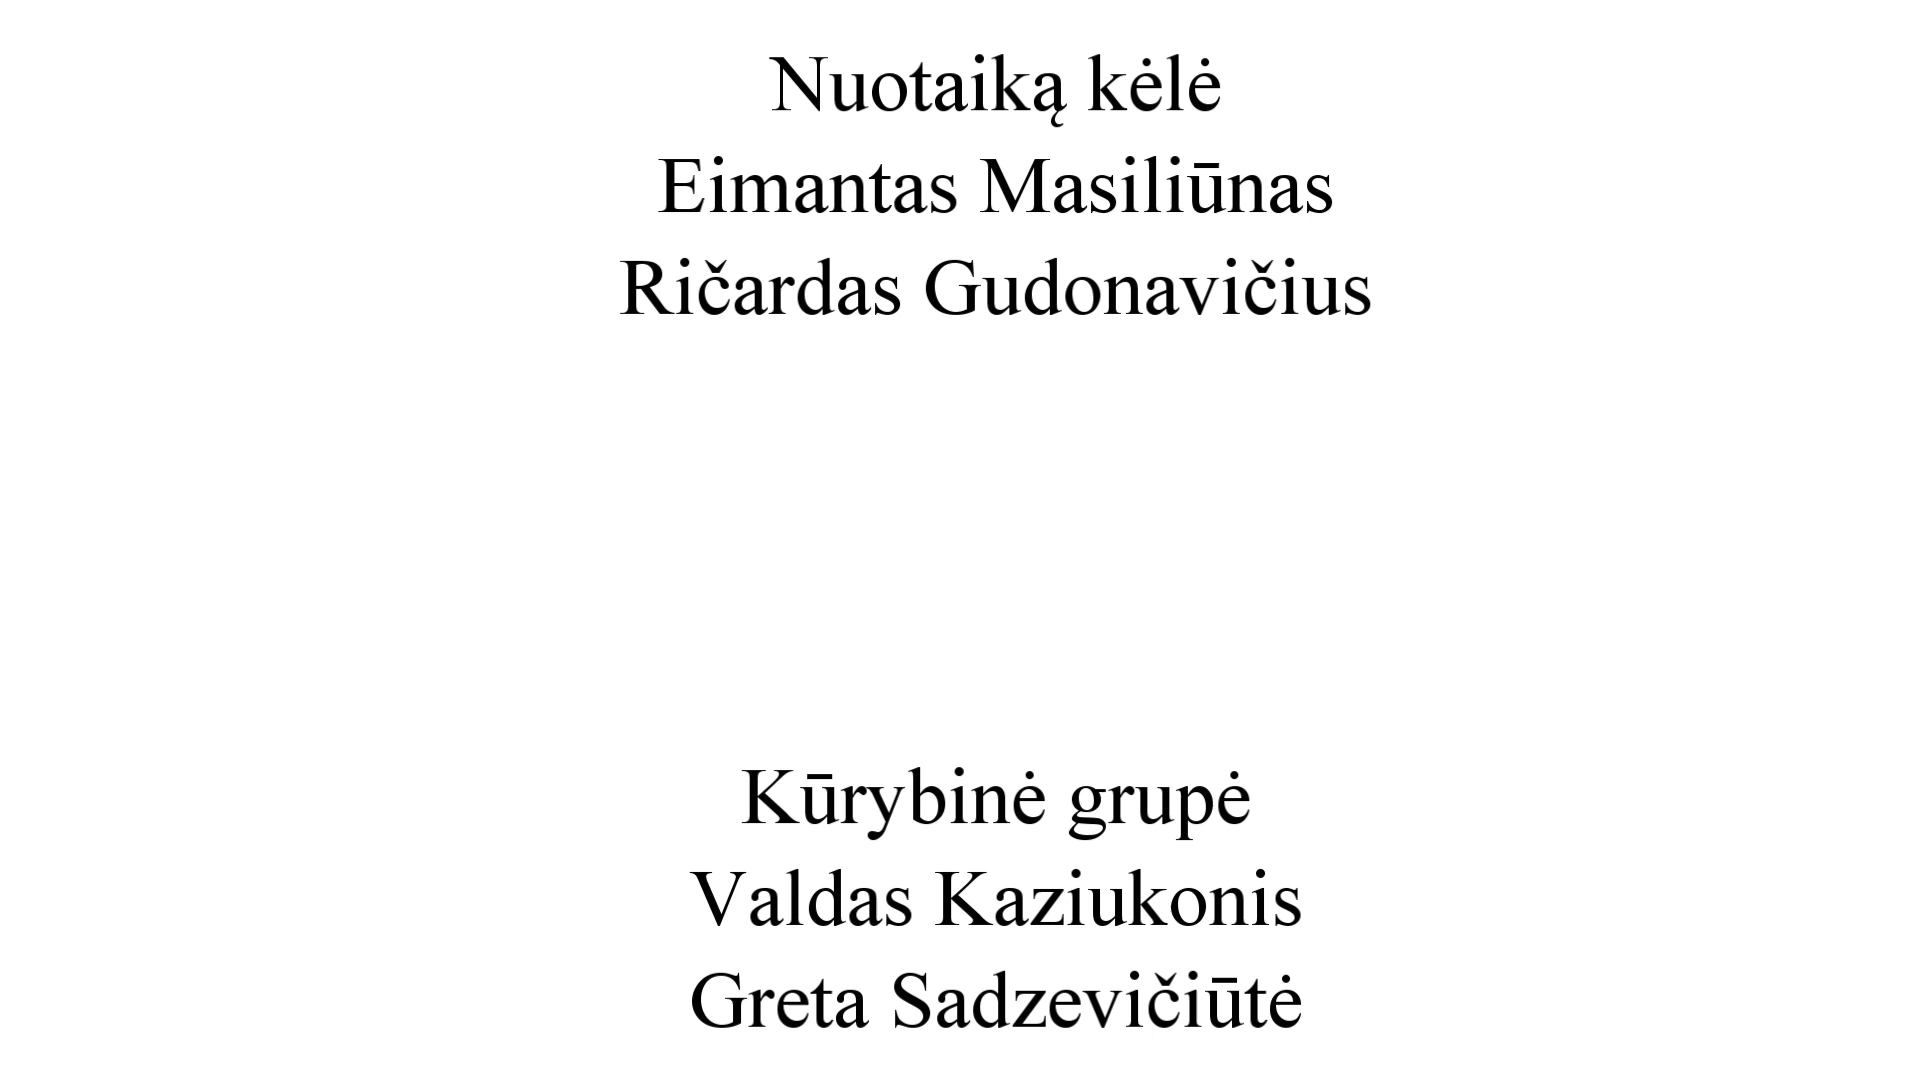 Nuotaiką kėlė
Eimantas Masiliūnas
Ričardas Gudonavičius
Kūrybinė grupė
Valdas Kaziukonis
Greta Sadzevičiūtė